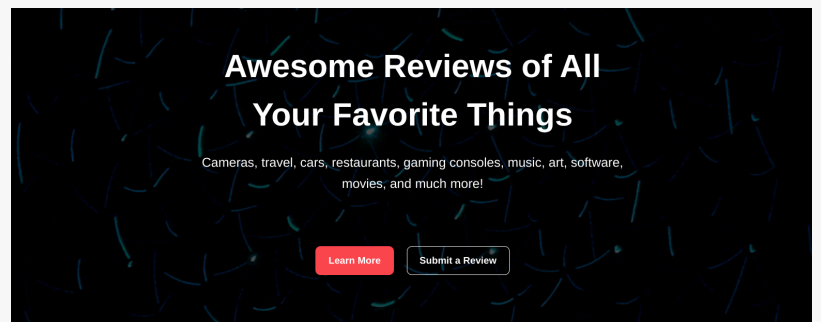 Awesome Reviews of All
Your Favorite Things
Cameras, travel, cars, restaurants, gaming consoles, music, art, software,
movies, and much more!
Learn More
Submit a Review